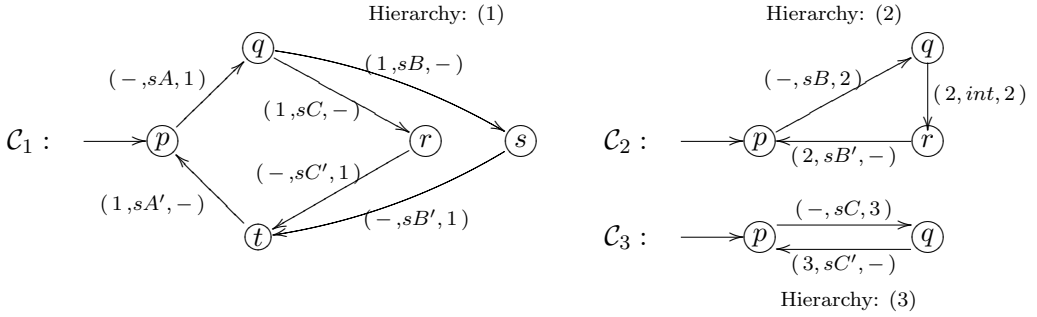 Hierarchy: (1)
Hierarchy: (2)
q
q
(−,sA,1)
(1,sB,−)
(−,sB,2)
(1,sC,−)
(2,int,2)
C₁ :
p
r
s
C₂ :
p
r
(−,sC′,1)
(2,sB′,−)
(1,sA′,−)
(−,sB′,1)
(−,sC,3)
t
C₃ :
p
q
(3,sC′,−)
Hierarchy: (3)